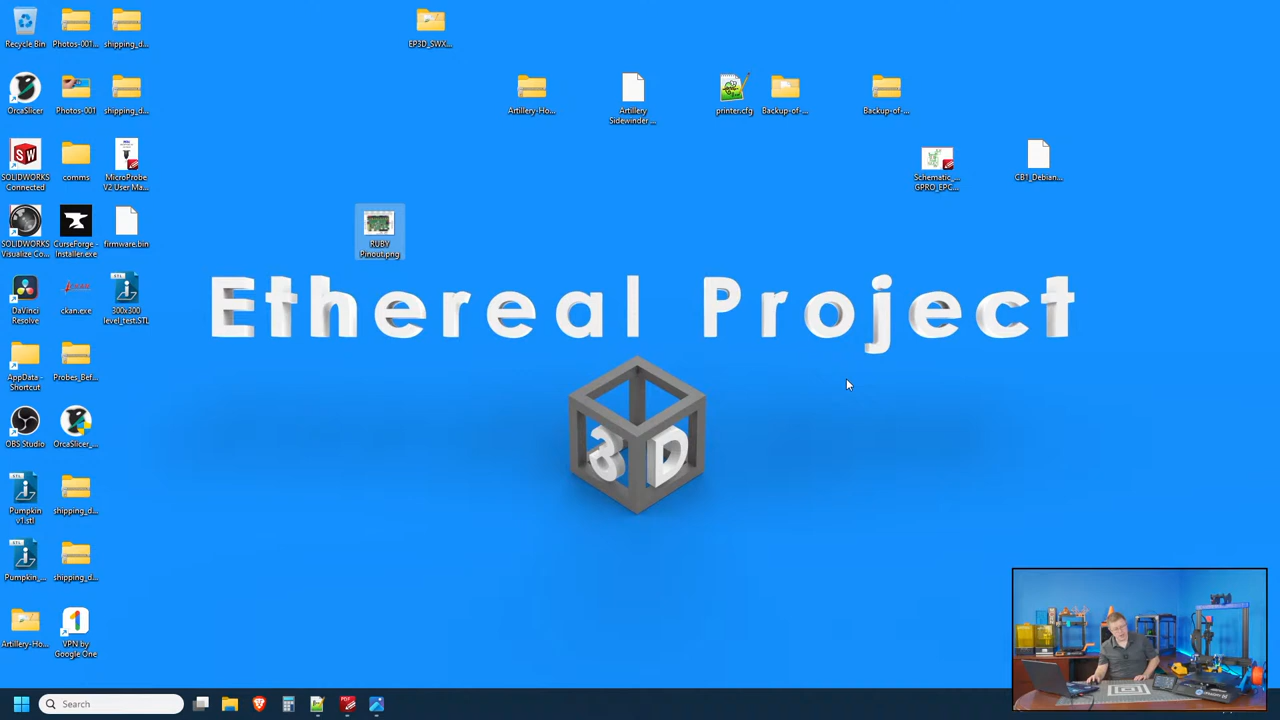 Recycle Bin
Photos-001...
shipping_d...
EP3D_SWX...
OrcaSlicer
Photos-001
shipping_d...
Artillery-Ho...
Artillery
Sidewinder ...
printer.cfg
Backup-of-...
Backup-of-...
SOLIDWORKS
Connected
comms
MicroProbe
V2 User Ma...
Schematic_...
GPRO_EPC...
CB1_Debian...
SOLIDWORKS
Visualize Co...
CurseForge -
Installer.exe
firmware.bin
RUBY
Pinout.png
DaVinci
Resolve
ckan.exe
300x300
level_test.STL
Ethereal Project
3D
AppData -
Shortcut
Probes_Bef...
OBS Studio
OrcaSlicer_...
Pumpkin
v1.stl
shipping_d...
Pumpkin_...
shipping_d...
Artillery-Ho...
VPN by
Google One
Search